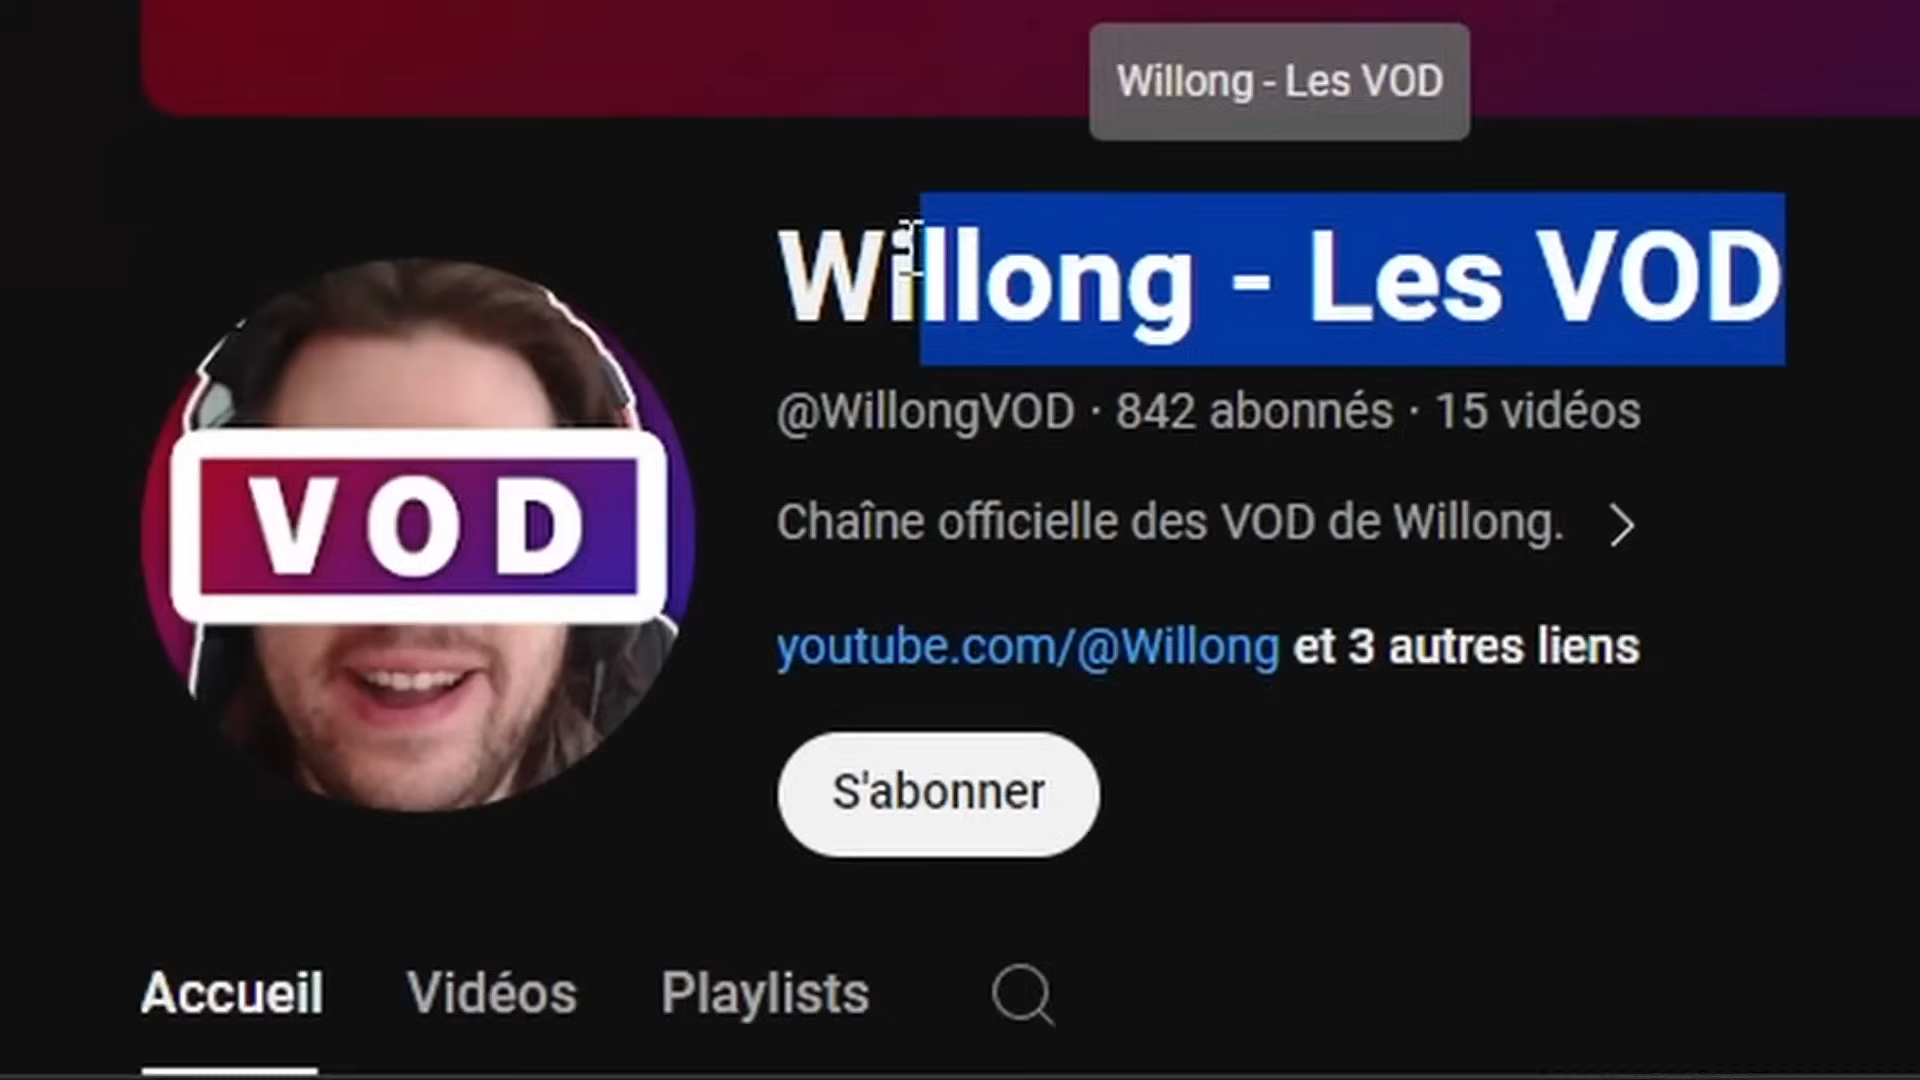 Willong - Les VOD
Willong - Les VOD
@WillongVOD · 842 abonnés · 15 vidéos
Chaîne officielle des VOD de Willong.
VOD
youtube.com/@Willong et 3 autres liens
S'abonner
Accueil Vidéos Playlists